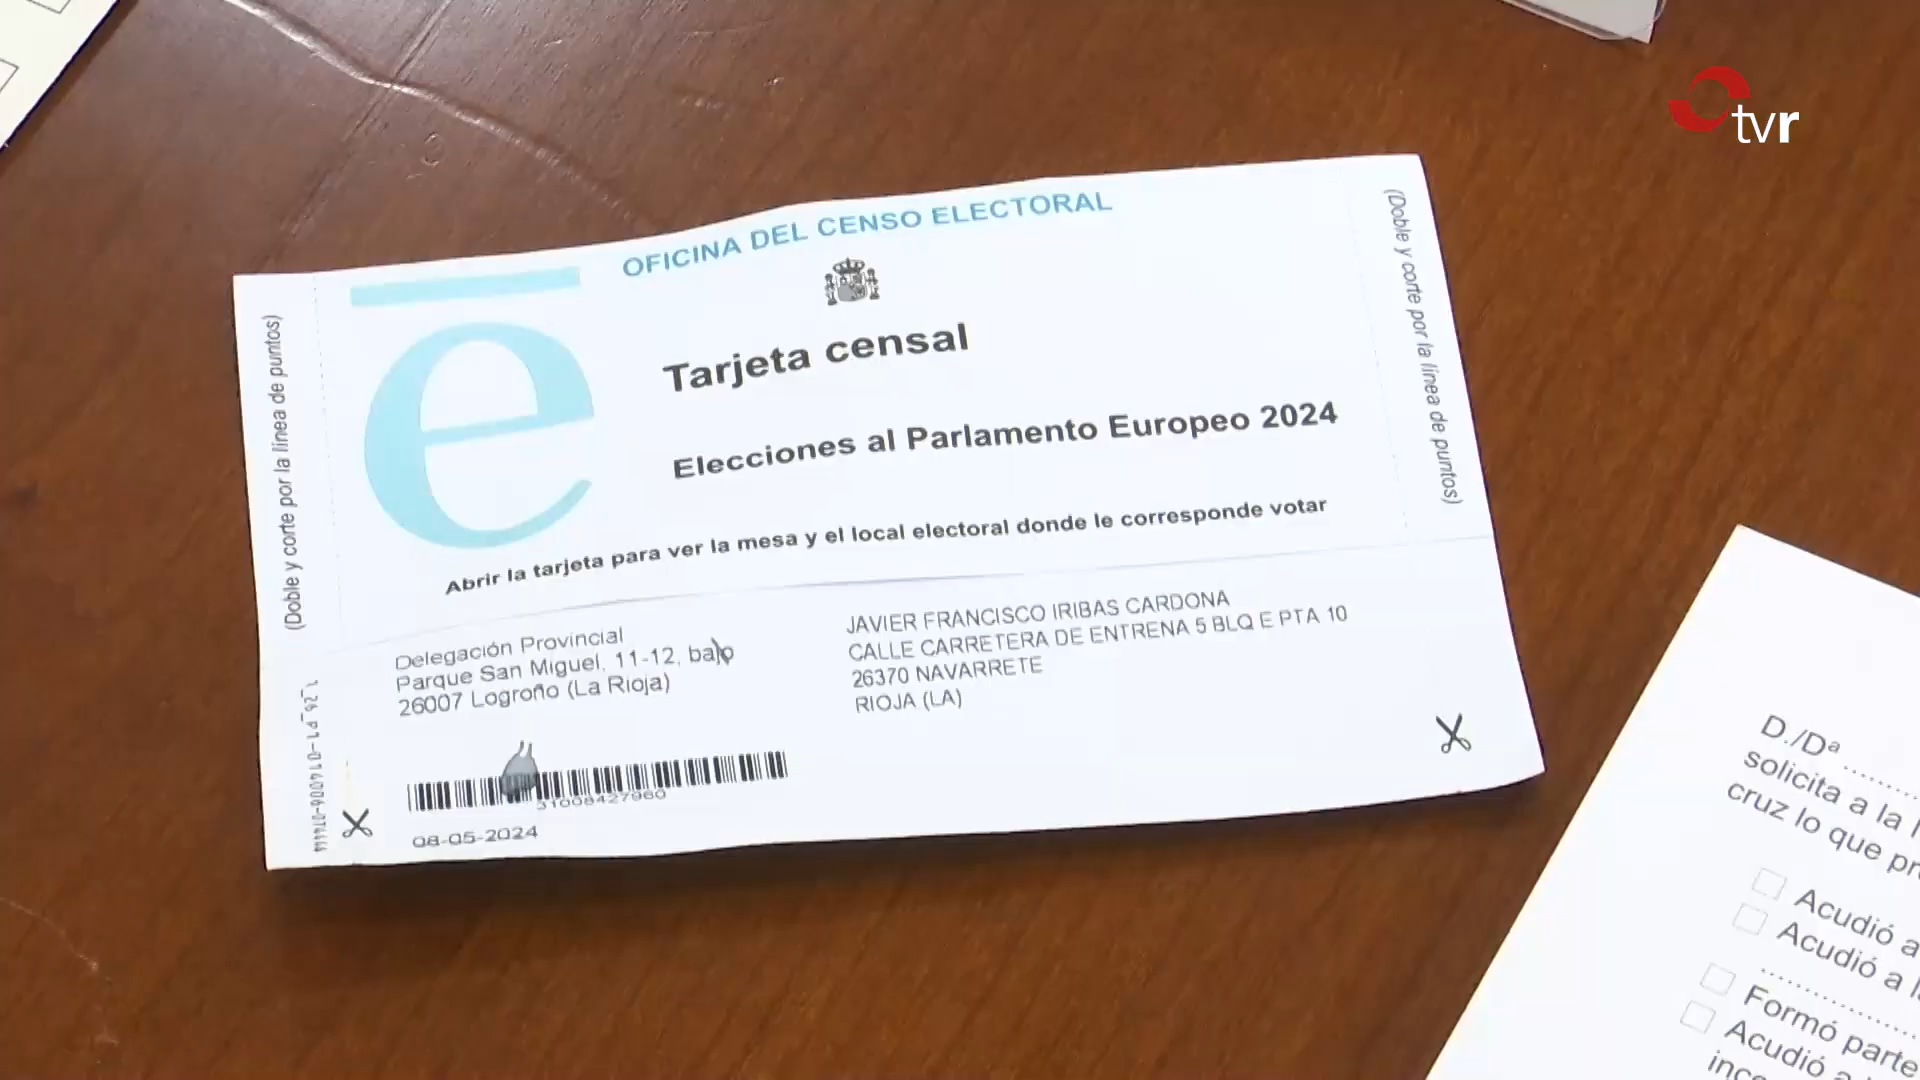 tvr
OFICINA DEL CENSO ELECTORAL
Tarjeta censal
Elecciones al Parlamento Europeo 2024
Abrir la tarjeta para ver la mesa y el local electoral donde le corresponde votar
(Doble y corte por la línea de puntos)
(Doble y corte por la línea de puntos)
Delegación Provincial
Parque San Miguel, 11-12, bajo
26007 Logroño (La Rioja)
JAVIER FRANCISCO IRIBAS CARDONA
CALLE CARRETERA DE ENTRENA 5 BLQ E PTA 10
26370 NAVARRETE
RIOJA (LA)
31008427960
08-05-2024
D./Dª
solicita a la
cruz lo que
Acudió a
Acudió a
Formó parte
Acudió